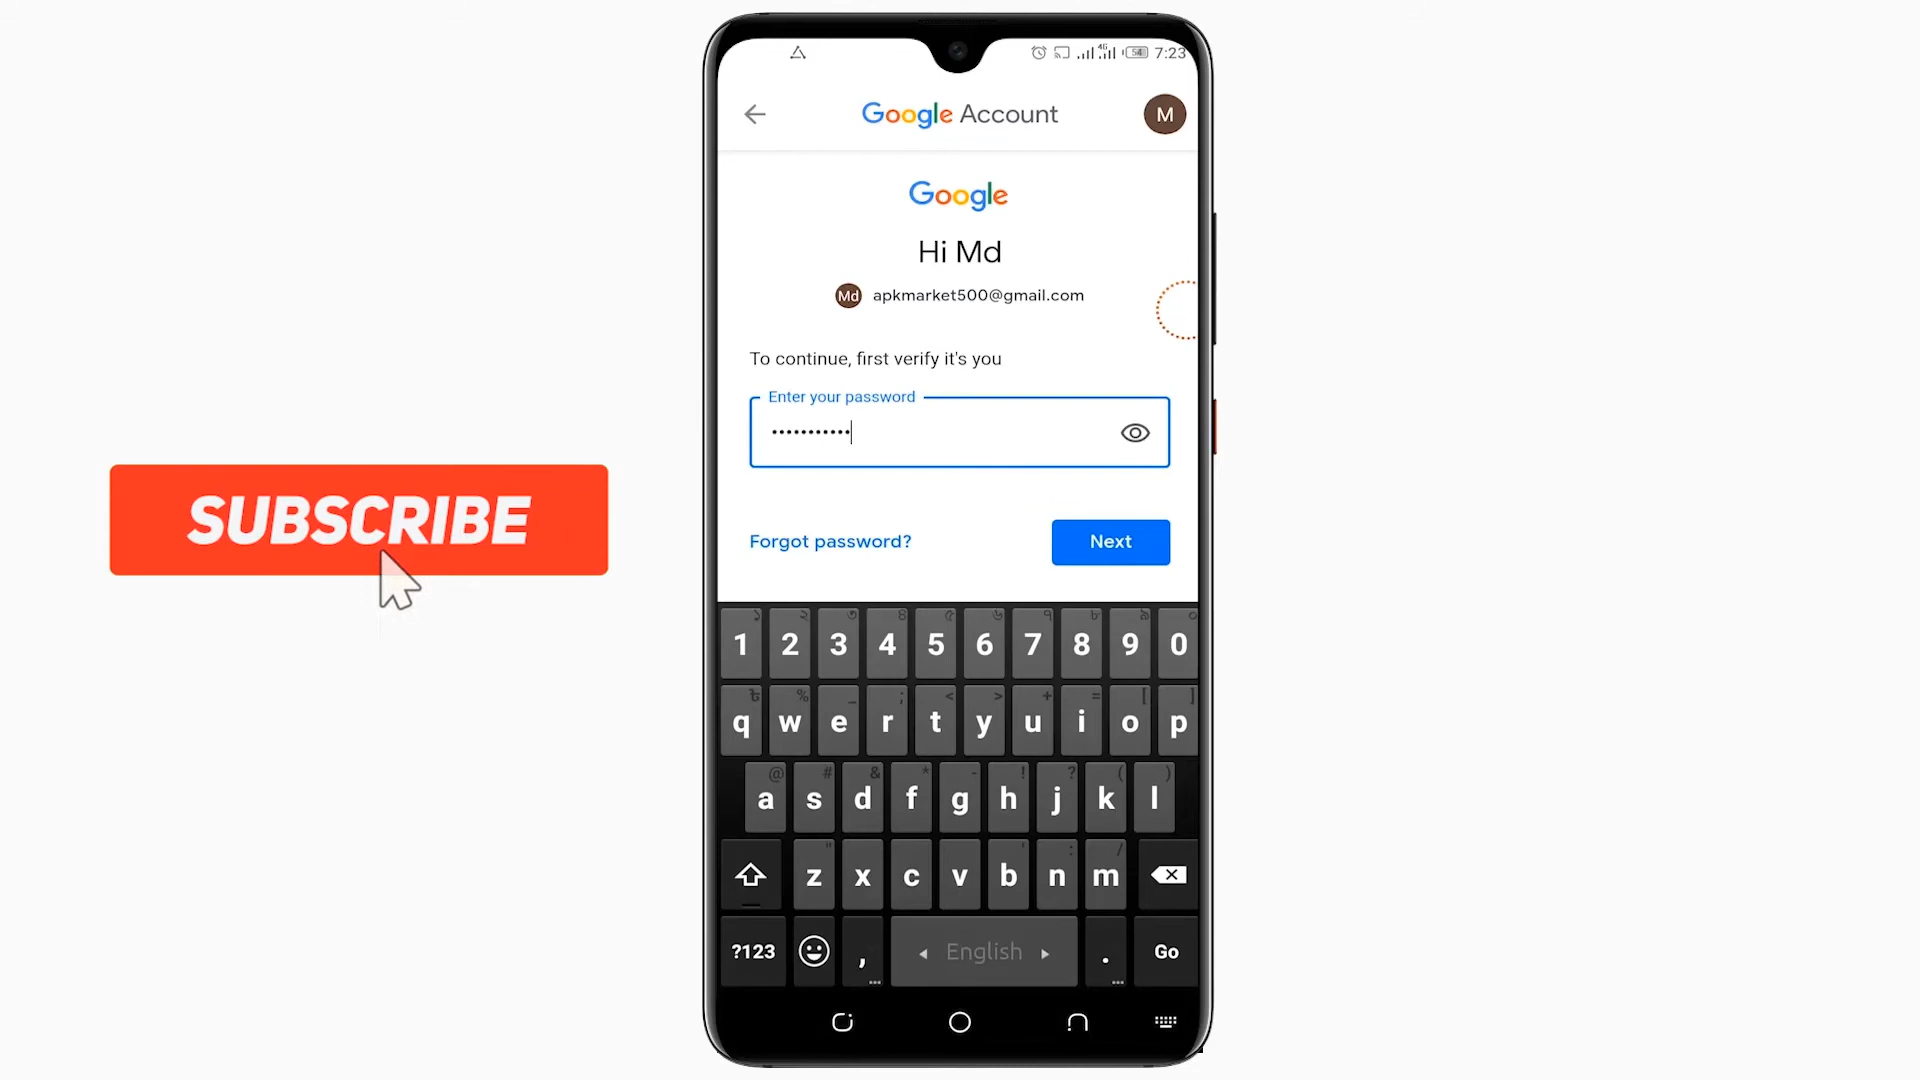 7:23
Google Account
M
Google
Hi Md
Md apkmarket500@gmail.com
To continue, first verify it's you
Enter your password
•••••••••••
Forgot password?
Next
SUBSCRIBE
1 2 3 4 5 6 7 8 9 0
q w e r t y u i o p
a s d f g h j k l
z x c v b n m
?123 , English . Go